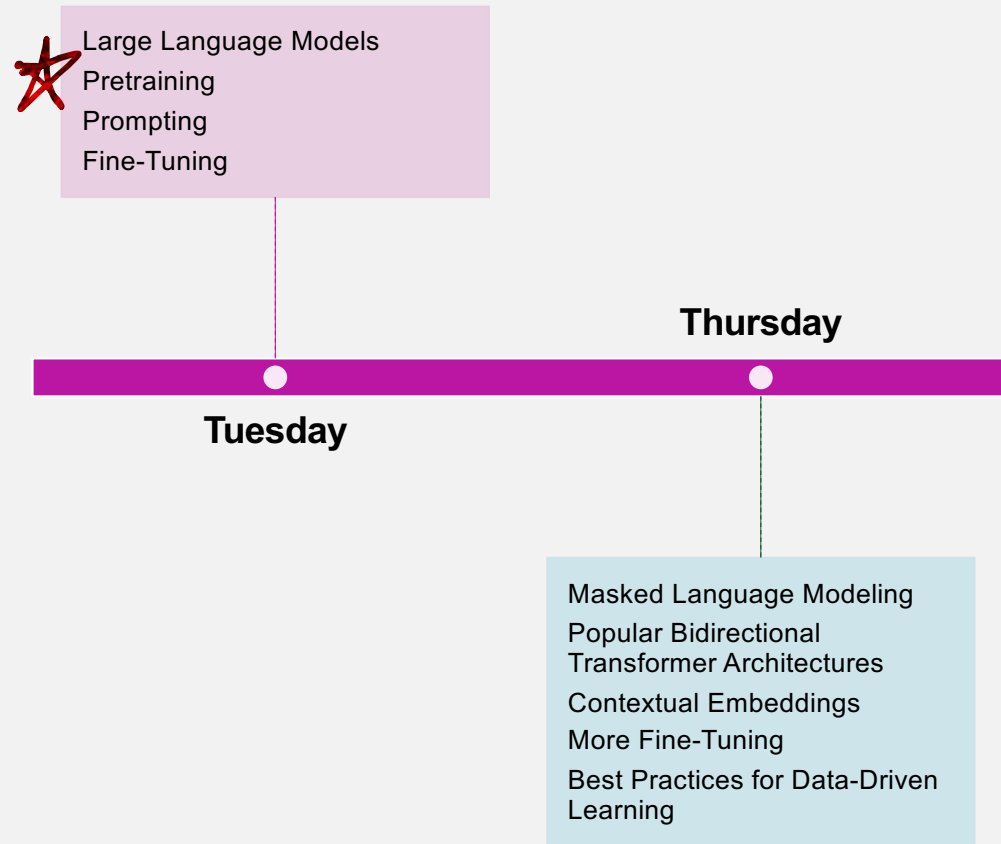 Large Language Models
Pretraining
Prompting
Fine-Tuning
Thursday
Tuesday
Masked Language Modeling
Popular Bidirectional
Transformer Architectures
Contextual Embeddings
More Fine-Tuning
Best Practices for Data-Driven
Learning